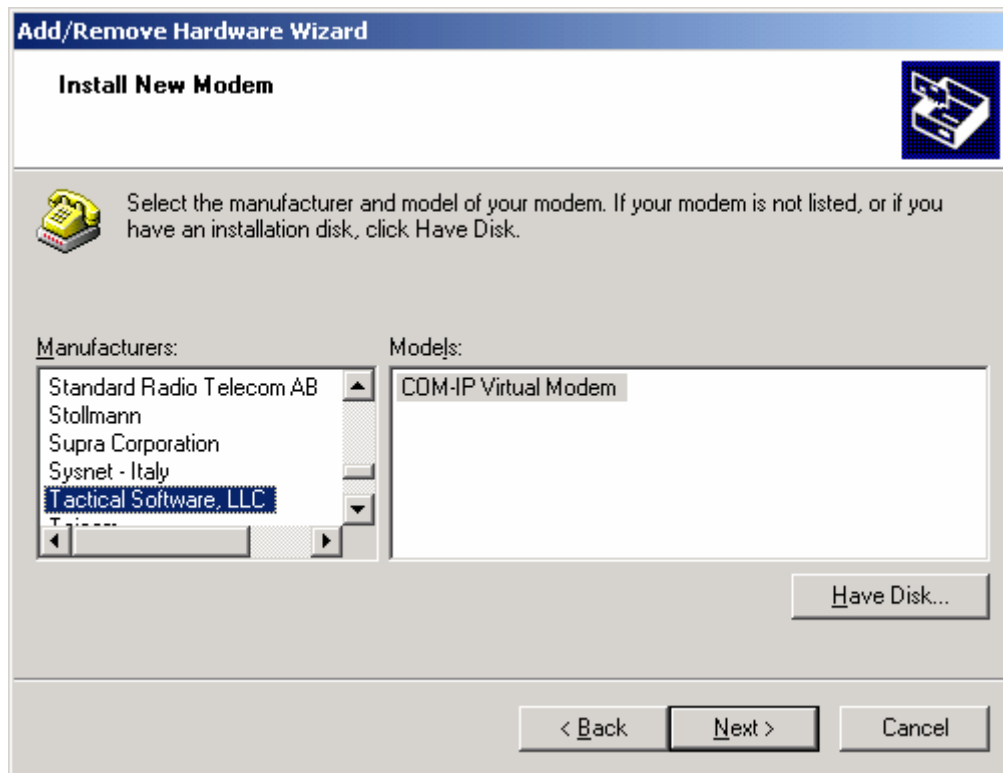 Add/Remove Hardware Wizard
Install New Modem
Select the manufacturer and model of your modem. If your modem is not listed, or if you
have an installation disk, click Have Disk.
Manufacturers:
Models:
Standard Radio Telecom AB
Stollmann
Supra Corporation
Sysnet - Italy
Tactical Software, LLC
COM-IP Virtual Modem
Have Disk...
< Back
Next >
Cancel